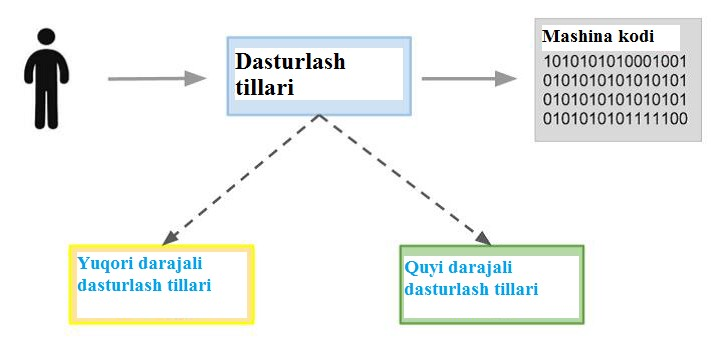 Dasturlash
tillari
Mashina kodi
1010101010001001
0101010101010101
0101010101010101
0101010101111100
Yuqori darajali
dasturlash tillari
Quyi darajali
dasturlash tillari